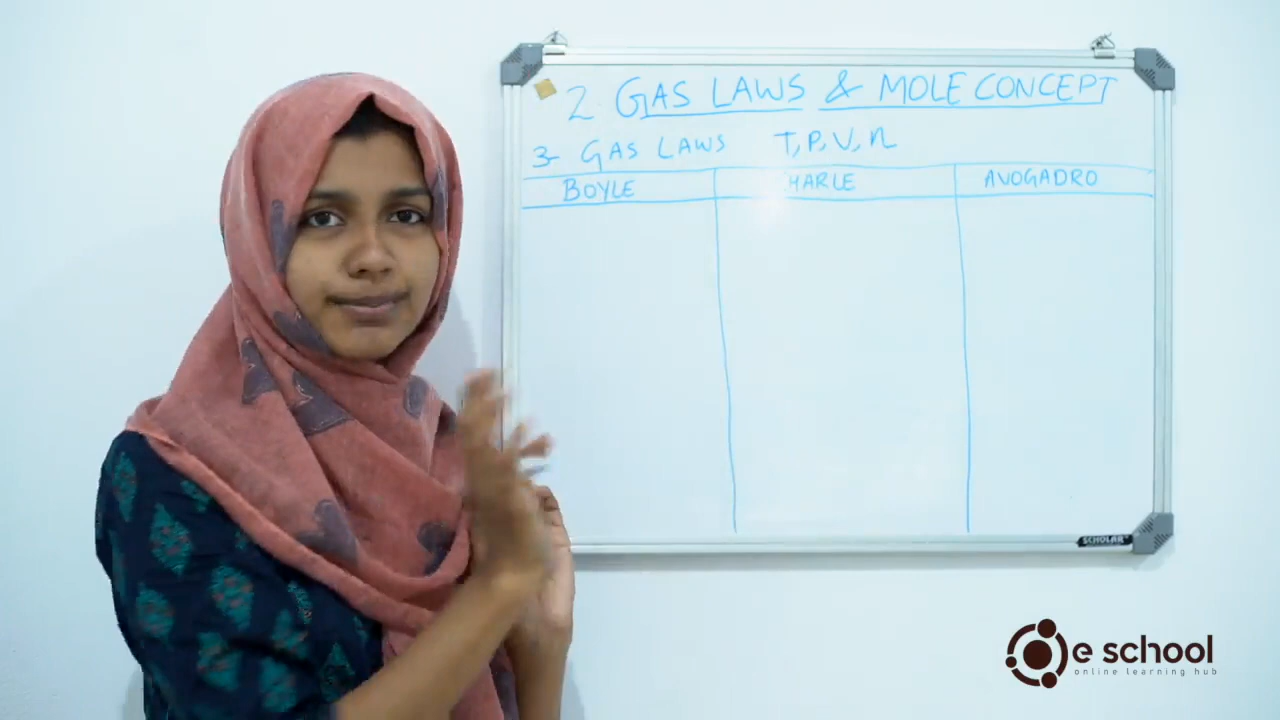 2 GAS LAWS & MOLE CONCEPT
3- GAS LAWS T, P, V, n
BOYLE HARLE AVOGADRO
SCHOLAR
e school
online learning hub